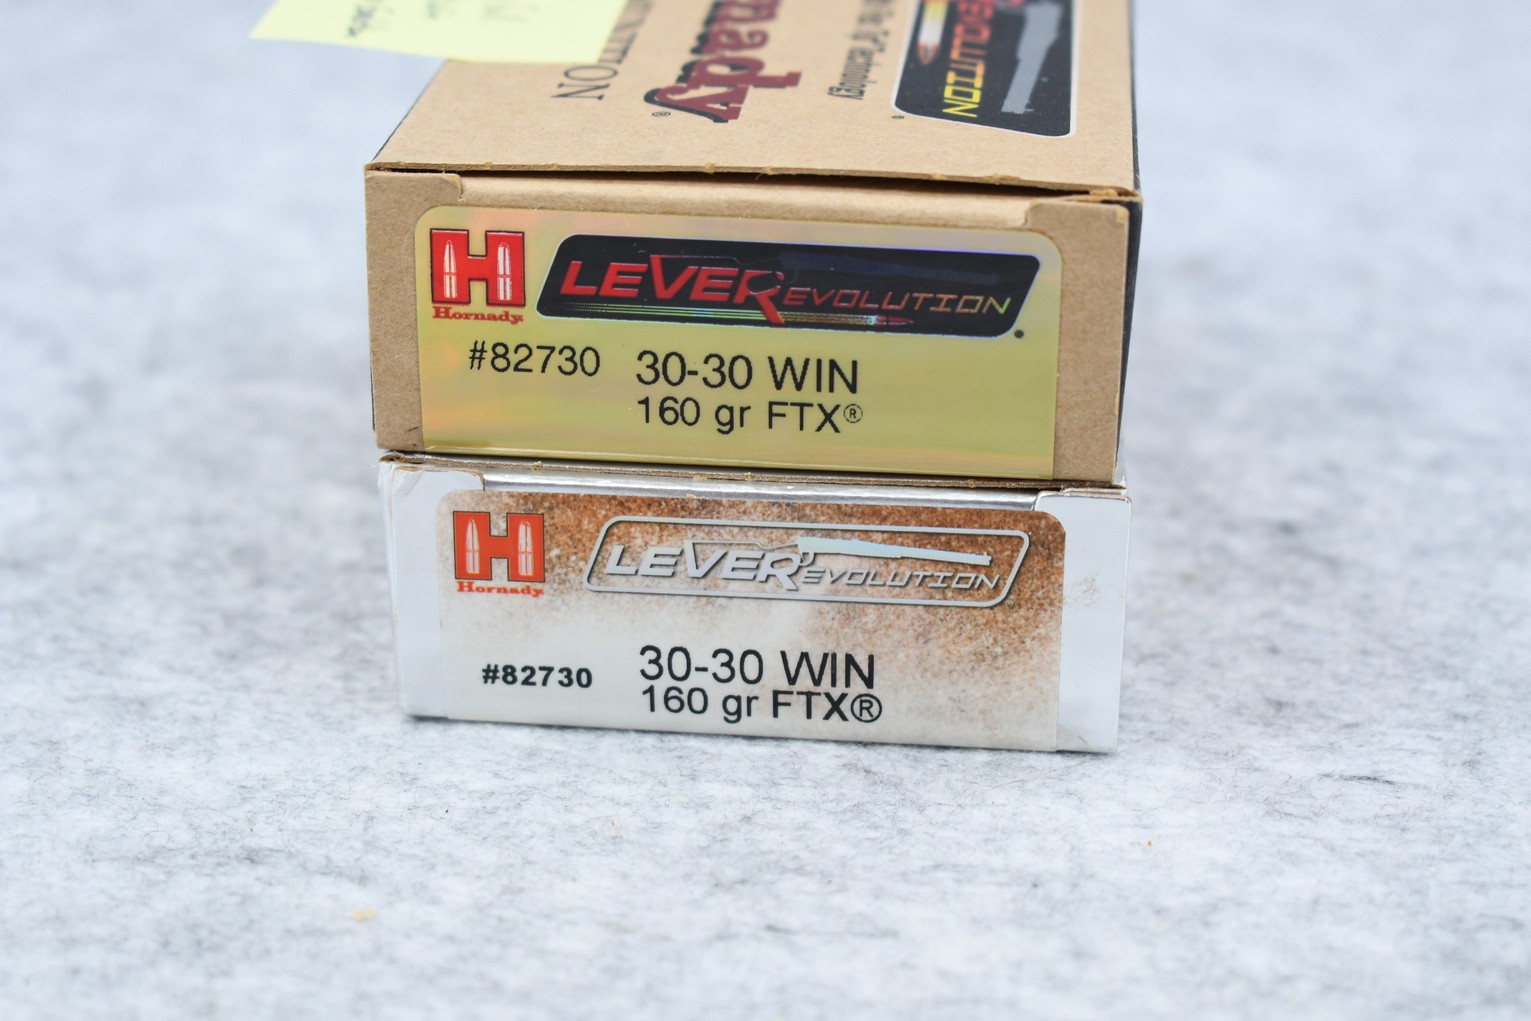 Hornady
LEVEREVOLUTION
#82730
30-30 WIN
160 gr FTX®
Hornady
LEVEREVOLUTION
#82730
30-30 WIN
160 gr FTX®